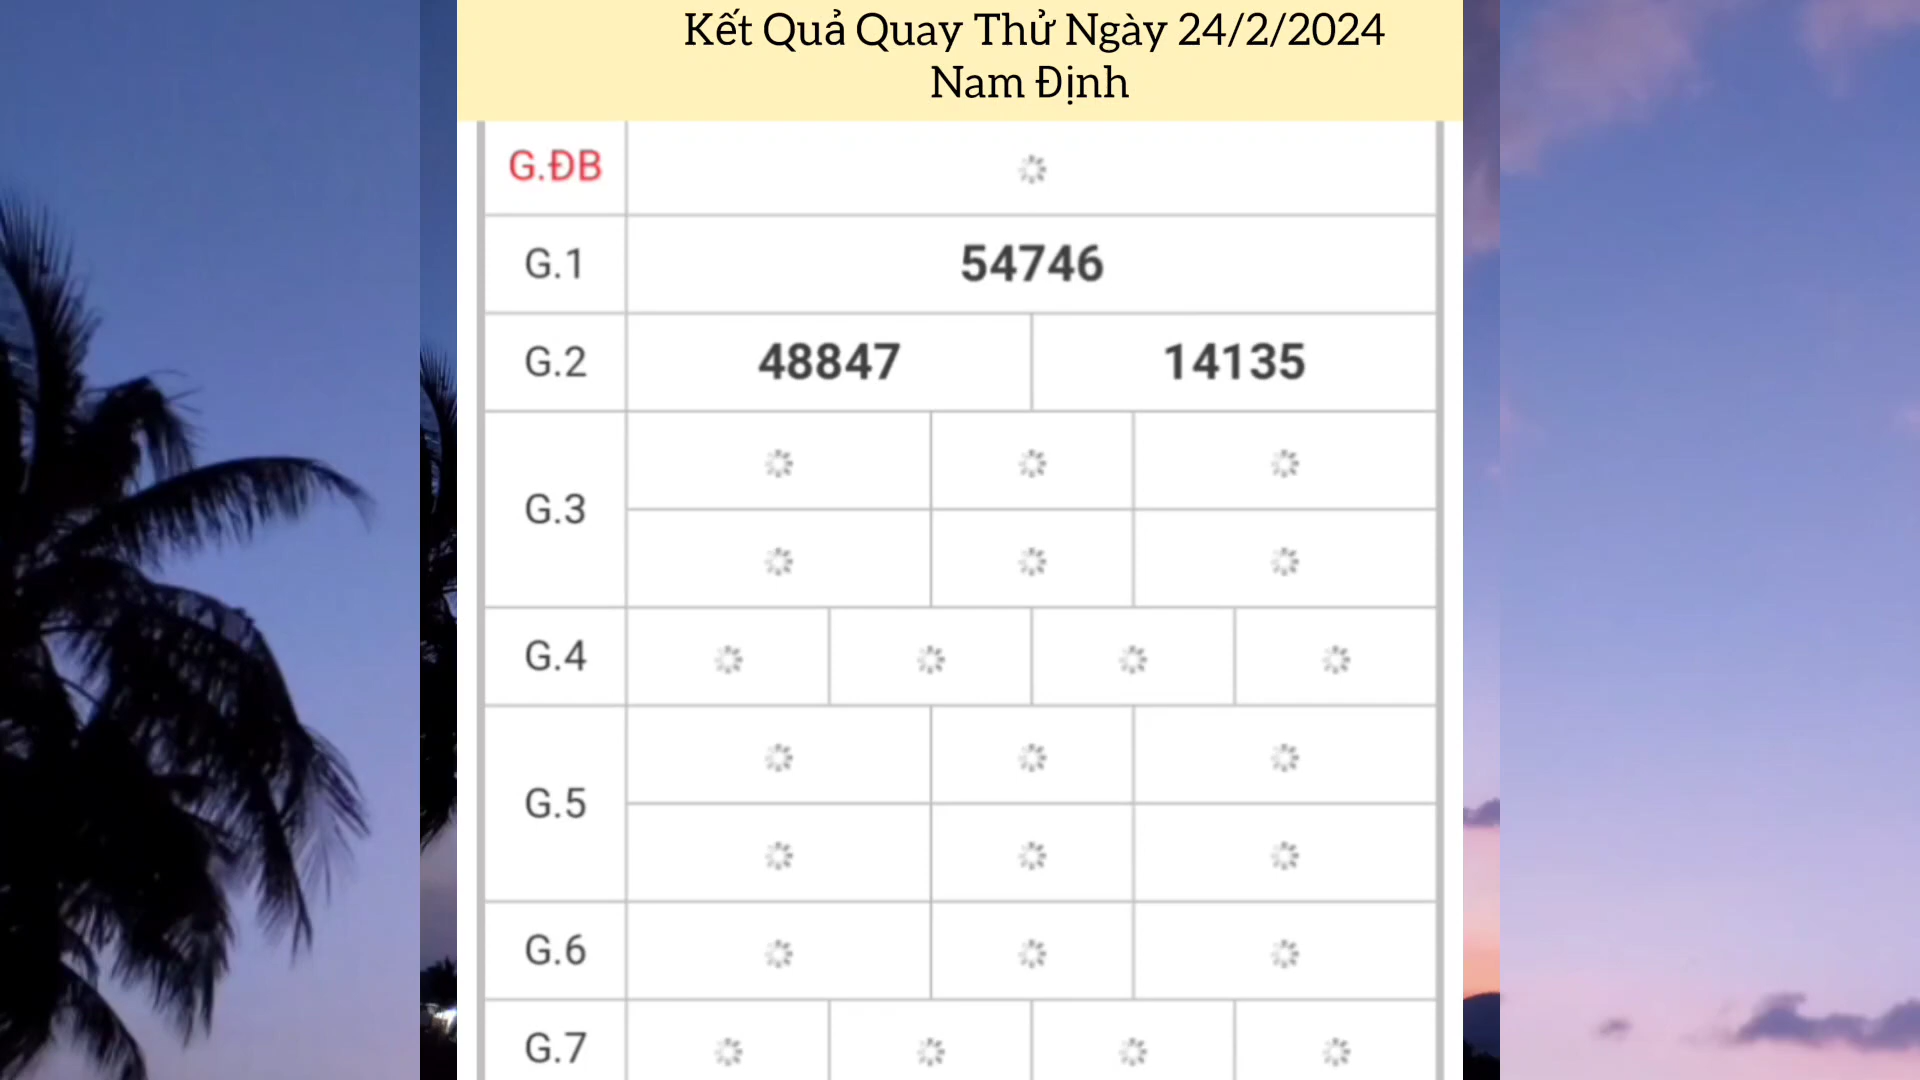 Kết Quả Quay Thử Ngày 24/2/2024
Nam Định
G.ĐB
G.1 54746
G.2 48847 14135
G.3
G.4
G.5
G.6
G.7